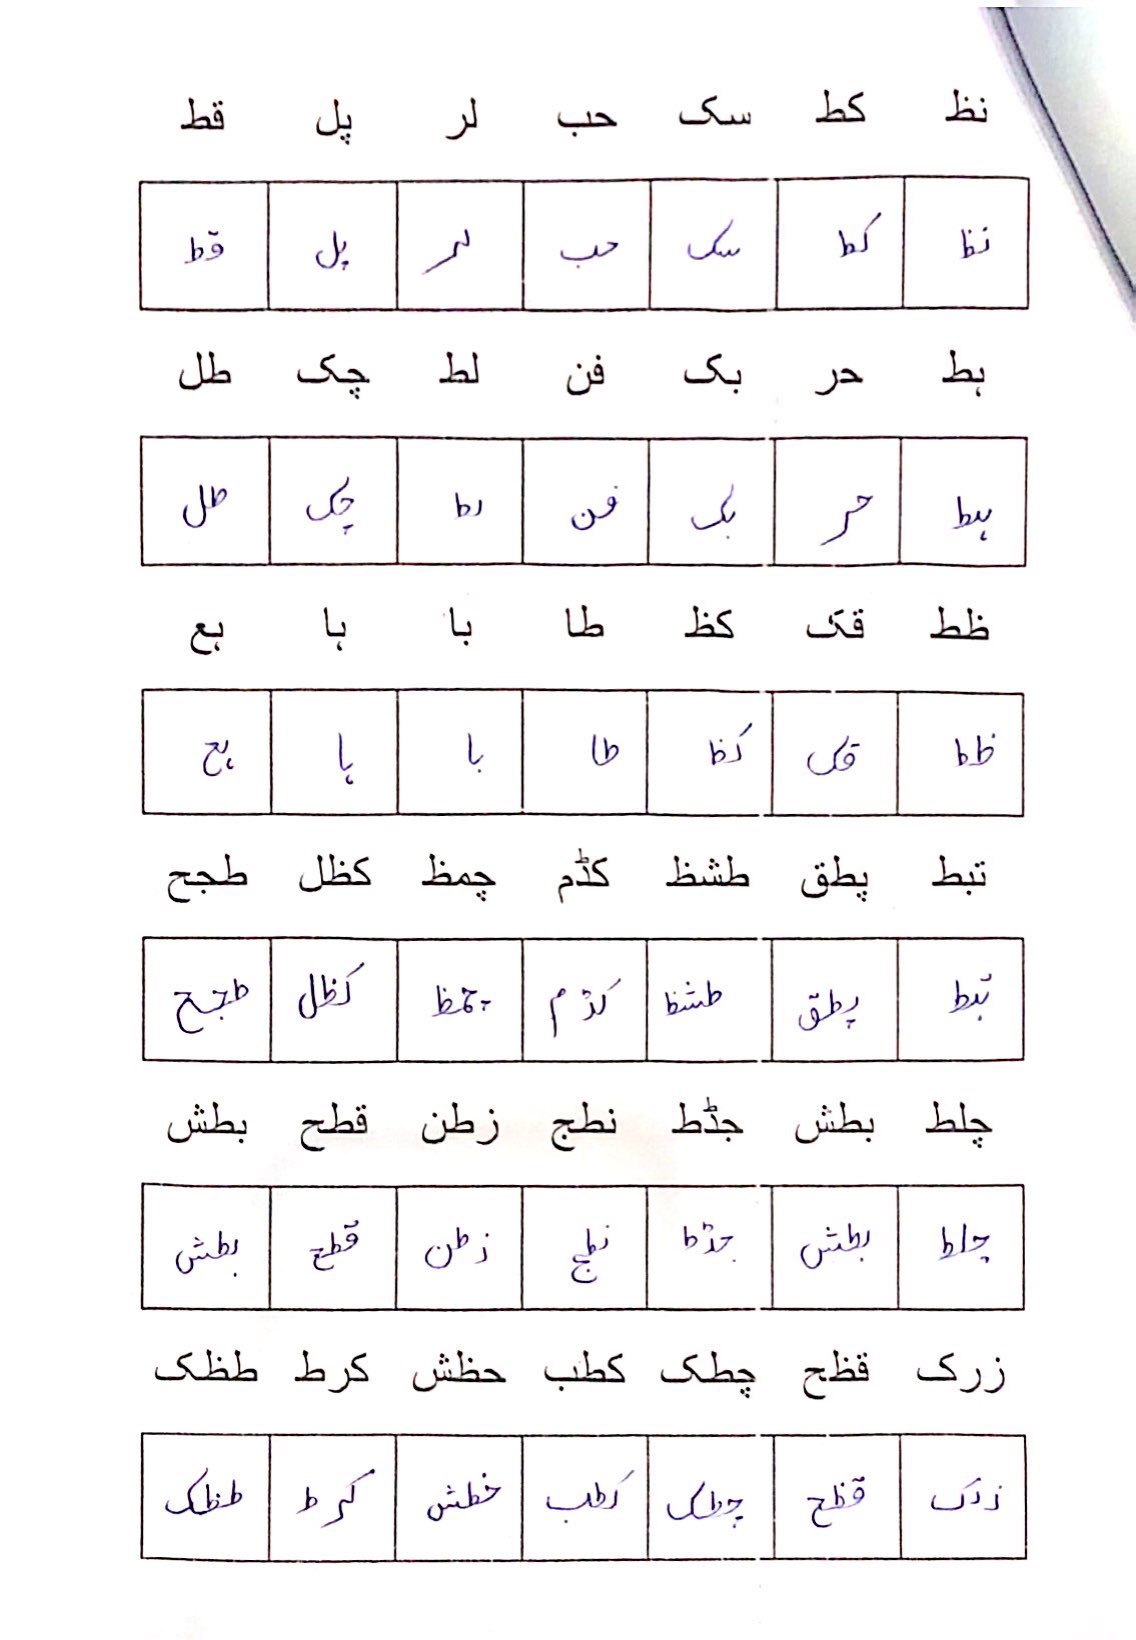 نظ کط سک حب لر پل قط
نظ کط سک حب لر پل قط
ہط حر بک فن لط چک طل
ہط حر بک فن لط چک طل
ظط قک کظ طا با ہا ہع
ظط قک کظ طا با ہا ہع
تبط پطق طشظ کڈم چمظ کظل طجح
تبط پطق طشظ کڈم چمظ کظل طجح
چلط بطش جڈط نطج زطن قطح بطش
چلط بطش جڈط نطج زطن قطح بطش
زرک قظح چطک کطب حظش کرط طظک
زرک قظح چطک کطب خطش کرط طظک